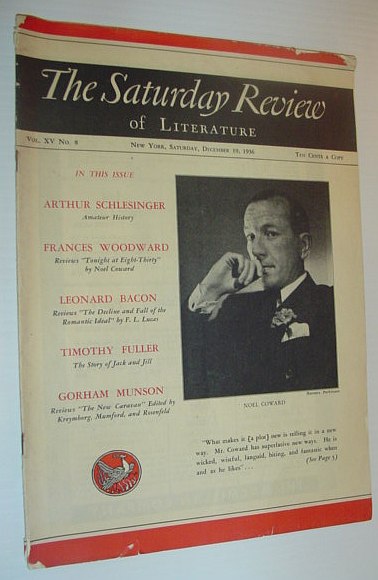 The Saturday Review
of LITERATURE
VOL. XV NO. 8
NEW YORK, SATURDAY, DECEMBER 19, 1936
TEN CENTS A COPY
IN THIS ISSUE
ARTHUR SCHLESINGER
Amateur History
FRANCES WOODWARD
Reviews "Tonight at Eight-Thirty"
by Noel Coward
LEONARD BACON
Reviews "The Decline and Fall of the
Romantic Ideal" by F. L. Lucas
TIMOTHY FULLER
The Story of Jack and Jill
GORHAM MUNSON
Reviews "The New Caravan" Edited by
Kreymborg, Mumford, and Rosenfeld
Parkinson
NOEL COWARD
"What makes it [a plot] new is telling it in a new
way. Mr. Coward has superlative new ways. He is
wicked, wistful, languid, biting, and fantastic when
and as he likes" . . .
(See Page 5)